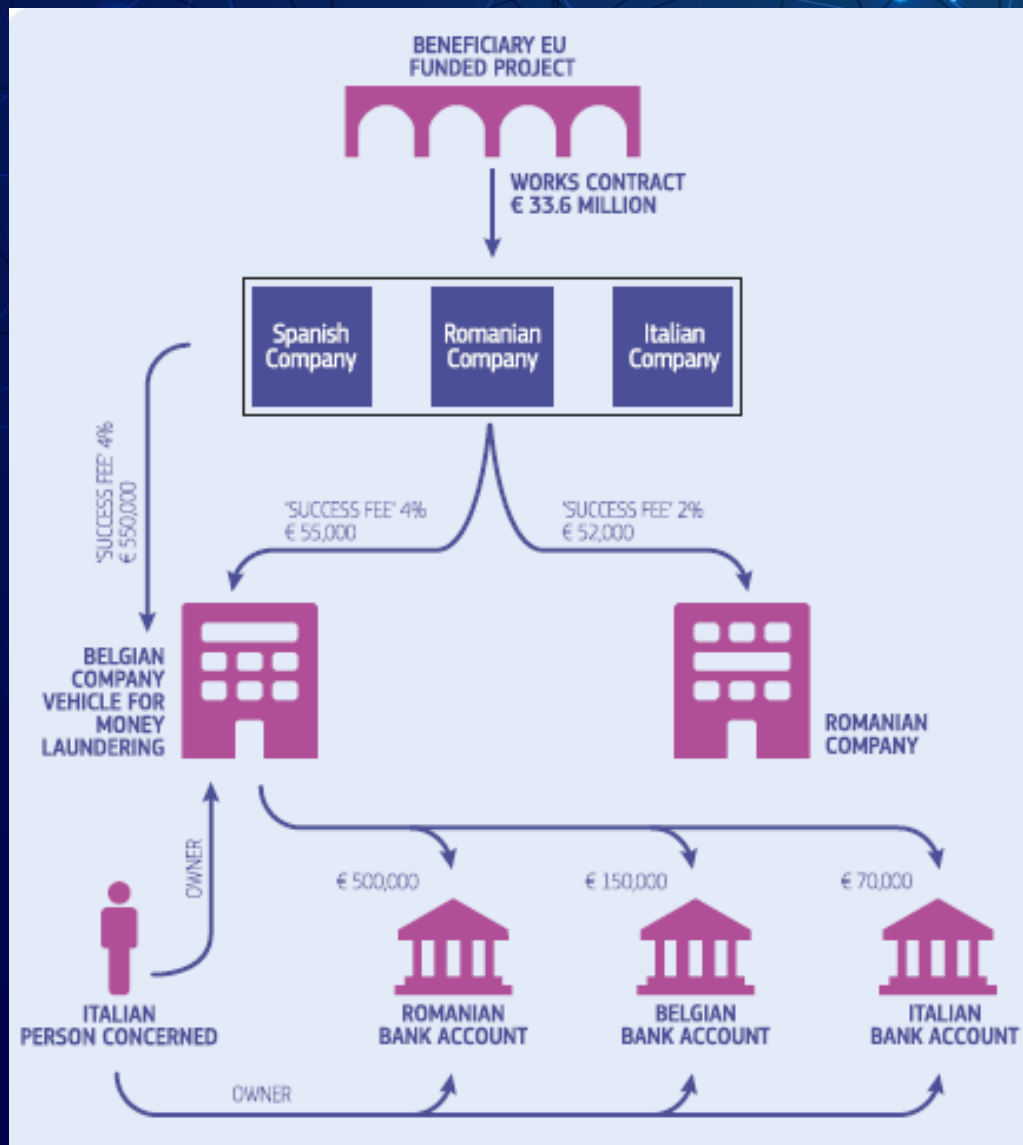 BENEFICIARY EU
FUNDED PROJECT
WORKS CONTRACT
€ 33.6 MILLION
Spanish
Company
Romanian
Company
Italian
Company
'SUCCESS FEE' 4%
€ 550,000
'SUCCESS FEE' 4%
€ 55,000
'SUCCESS FEE' 2%
€ 52,000
BELGIAN
COMPANY
VEHICLE FOR
MONEY
LAUNDERING
ROMANIAN
COMPANY
OWNER
€ 500,000
€ 150,000
€ 70,000
ITALIAN
PERSON CONCERNED
ROMANIAN
BANK ACCOUNT
BELGIAN
BANK ACCOUNT
ITALIAN
BANK ACCOUNT
OWNER